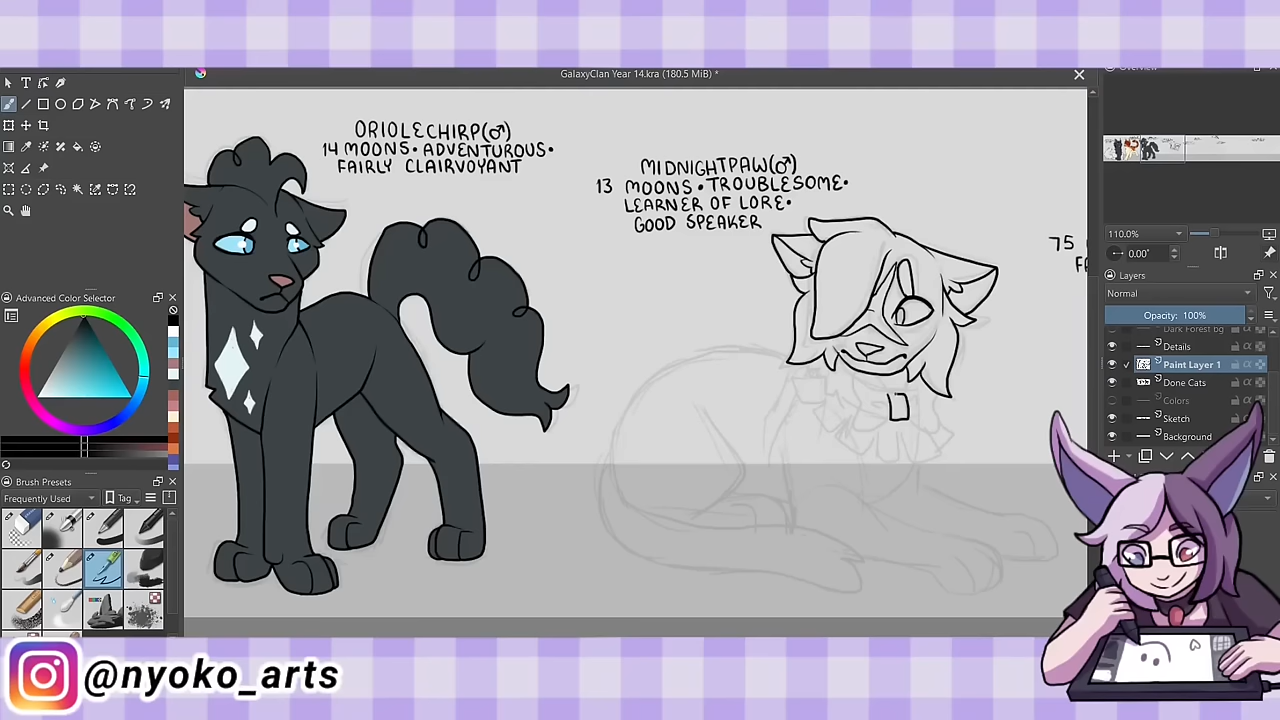 GalaxyClan Year 14.kra (180.5 MiB) *
ORIOLECHIRP(♂)
14 MOONS • ADVENTUROUS •
FAIRLY CLAIRVOYANT
MIDNIGHTPAW(♂)
13 MOONS • TROUBLESOME •
LEARNER OF LORE •
GOOD SPEAKER
75
110.0%
0.00°
Layers
Normal
Opacity: 100%
Dark Forest bg
Details
Paint Layer 1
Done Cats
Colors
Sketch
Background
Advanced Color Selector
Brush Presets
Frequently Used
Tag
@nyoko_arts